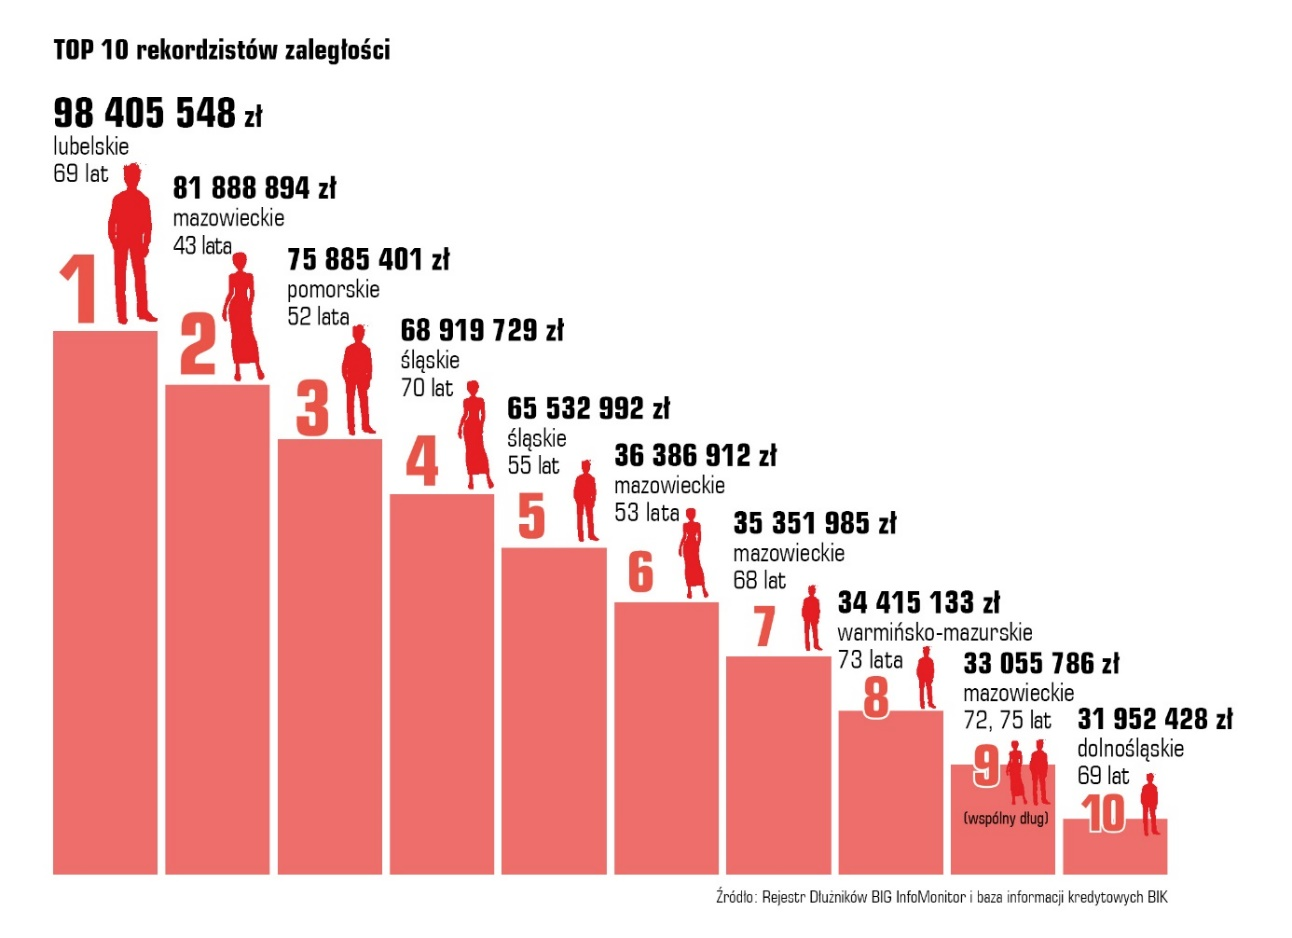 TOP 10 rekordzistów zaległości
98 405 548 zł
lubelskie
69 lat
1
81 888 894 zł
mazowieckie
43 lata
2
75 885 401 zł
pomorskie
52 lata
3
68 919 729 zł
śląskie
70 lat
4
65 532 992 zł
śląskie
55 lat
5
36 386 912 zł
mazowieckie
53 lata
6
35 351 985 zł
mazowieckie
68 lat
7
34 415 133 zł
warmińsko-mazurskie
73 lata
8
33 055 786 zł
mazowieckie
72, 75 lat
9
(wspólny dług)
31 952 428 zł
dolnośląskie
69 lat
10
Źródło: Rejestr Dłużników BIG InfoMonitor i baza informacji kredytowych BIK